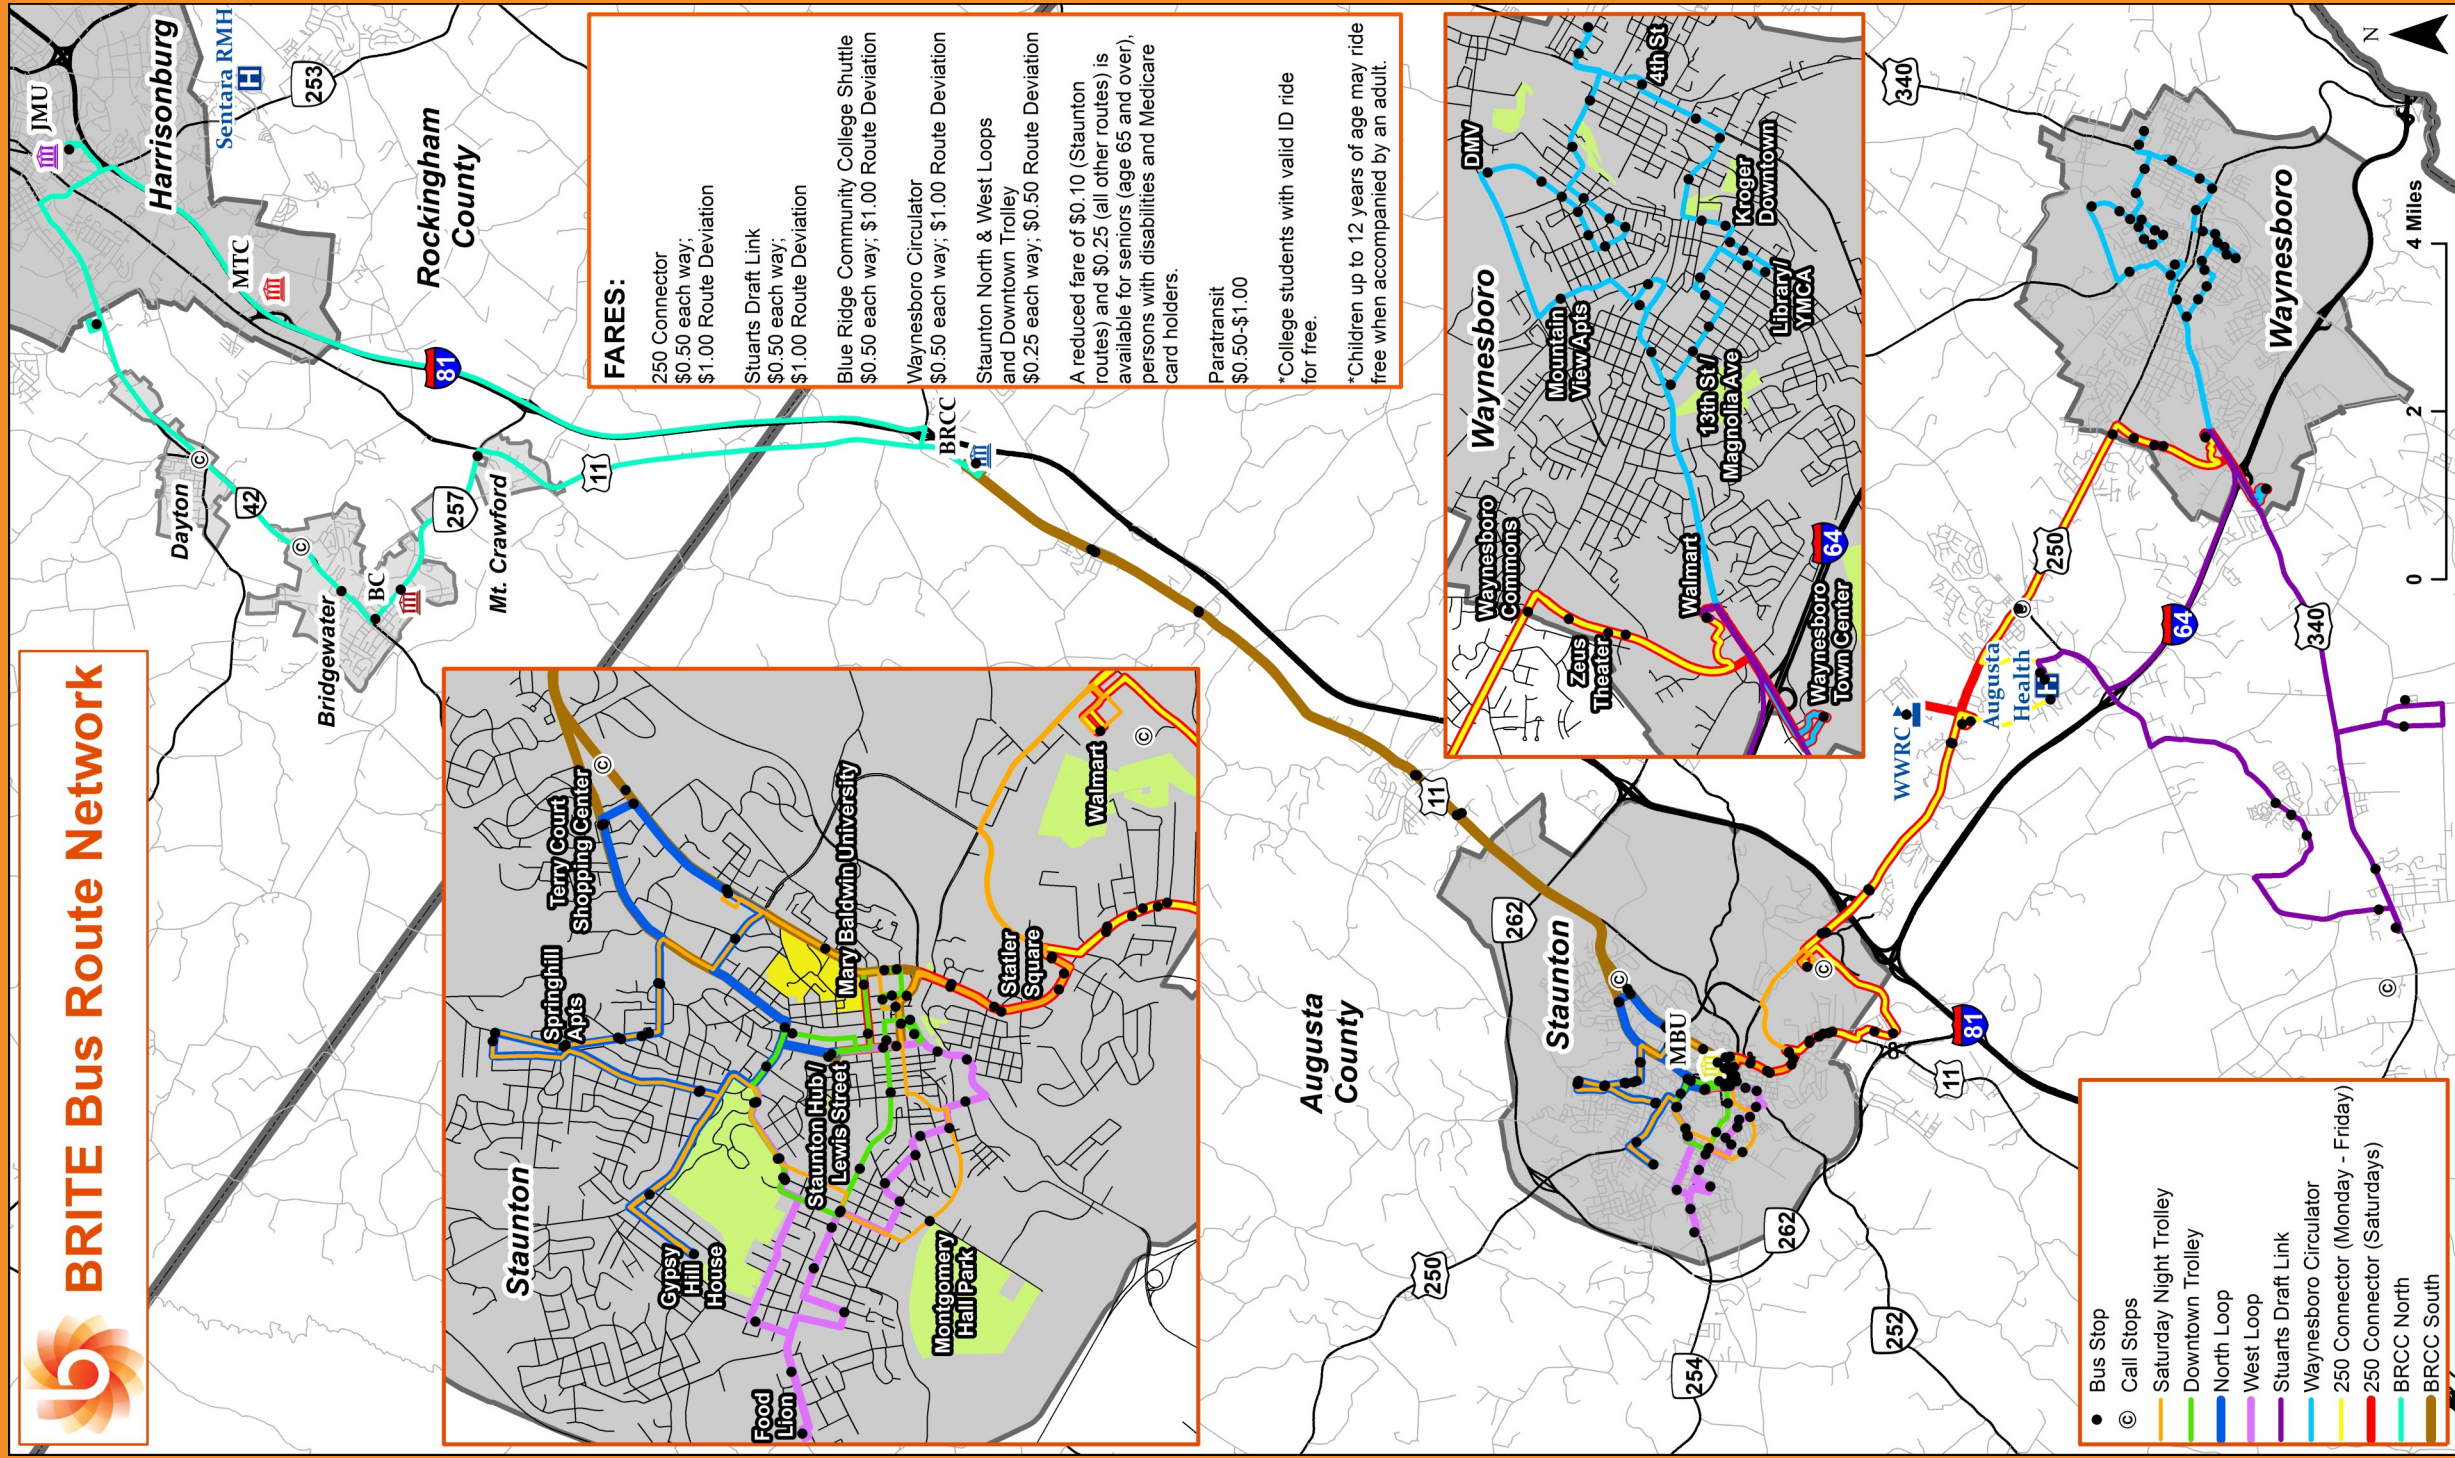 BRITE Bus Route Network
JMU
Harrisonburg
Sentara RMH
H
253
Rockingham
County
MTC
81
Dayton
42
Bridgewater
BC
257
Mt. Crawford
11
BRCC
FARES:
250 Connector
$0.50 each way;
$1.00 Route Deviation
Stuarts Draft Link
$0.50 each way;
$1.00 Route Deviation
Blue Ridge Community College Shuttle
$0.50 each way; $1.00 Route Deviation
Waynesboro Circulator
$0.50 each way; $1.00 Route Deviation
Staunton North & West Loops
and Downtown Trolley
$0.25 each way; $0.50 Route Deviation
A reduced fare of $0.10 (Staunton
routes) and $0.25 (all other routes) is
available for seniors (age 65 and over),
persons with disabilities and Medicare
card holders.
Paratransit
$0.50-$1.00
*College students with valid ID ride
for free.
*Children up to 12 years of age may ride
free when accompanied by an adult.
Staunton
Terry Court
Shopping Center
Springhill
Apts
Mary Baldwin University
Walmart
Statler
Square
Staunton Hub /
Lewis Street
Gypsy
Hill
House
Montgomery
Hall Park
Food
Lion
C
C
Waynesboro
DMV
4th St
Kroger
Downtown
Library/
YMCA
Mountain
View Apts
13th St /
Magnolia Ave
Waynesboro
Commons
Walmart
Zeus
Theater
Waynesboro
Town Center
64
340
Waynesboro
250
WWRC
Augusta
Health
H
64
340
11
262
Staunton
MBU
Augusta
County
81
11
262
250
252
254
C
C
C
C
C
C
N
0
2
4 Miles
Bus Stop
C Call Stops
Saturday Night Trolley
Downtown Trolley
North Loop
West Loop
Stuarts Draft Link
Waynesboro Circulator
250 Connector (Monday - Friday)
250 Connector (Saturdays)
BRCC North
BRCC South